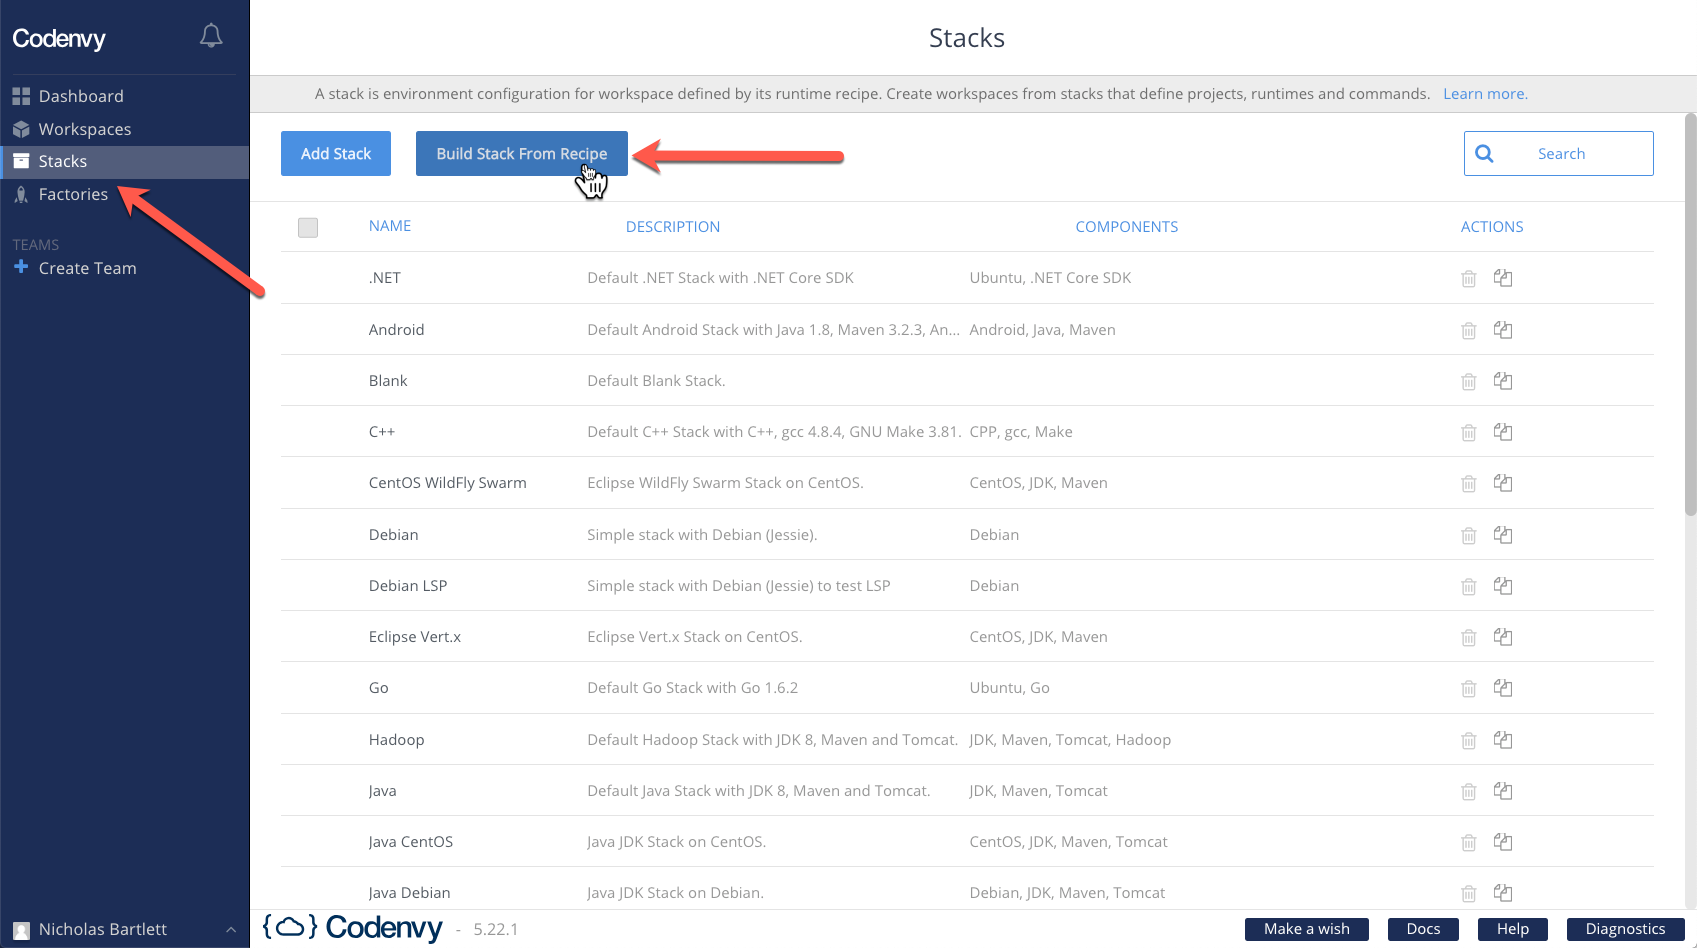 Codenvy
Dashboard
Workspaces
Stacks
Factories
TEAMS
Create Team
Nicholas Bartlett
Stacks
A stack is environment configuration for workspace defined by its runtime recipe. Create workspaces from stacks that define projects, runtimes and commands. Learn more.
Add Stack Build Stack From Recipe Search
NAME DESCRIPTION COMPONENTS ACTIONS
.NET Default .NET Stack with .NET Core SDK Ubuntu, .NET Core SDK
Android Default Android Stack with Java 1.8, Maven 3.2.3, An... Android, Java, Maven
Blank Default Blank Stack.
C++ Default C++ Stack with C++, gcc 4.8.4, GNU Make 3.81. CPP, gcc, Make
CentOS WildFly Swarm Eclipse WildFly Swarm Stack on CentOS. CentOS, JDK, Maven
Debian Simple stack with Debian (Jessie). Debian
Debian LSP Simple stack with Debian (Jessie) to test LSP Debian
Eclipse Vert.x Eclipse Vert.x Stack on CentOS. CentOS, JDK, Maven
Go Default Go Stack with Go 1.6.2 Ubuntu, Go
Hadoop Default Hadoop Stack with JDK 8, Maven and Tomcat. JDK, Maven, Tomcat, Hadoop
Java Default Java Stack with JDK 8, Maven and Tomcat. JDK, Maven, Tomcat
Java CentOS Java JDK Stack on CentOS. CentOS, JDK, Maven, Tomcat
Java Debian Java JDK Stack on Debian. Debian, JDK, Maven, Tomcat
Codenvy - 5.22.1 Make a wish Docs Help Diagnostics